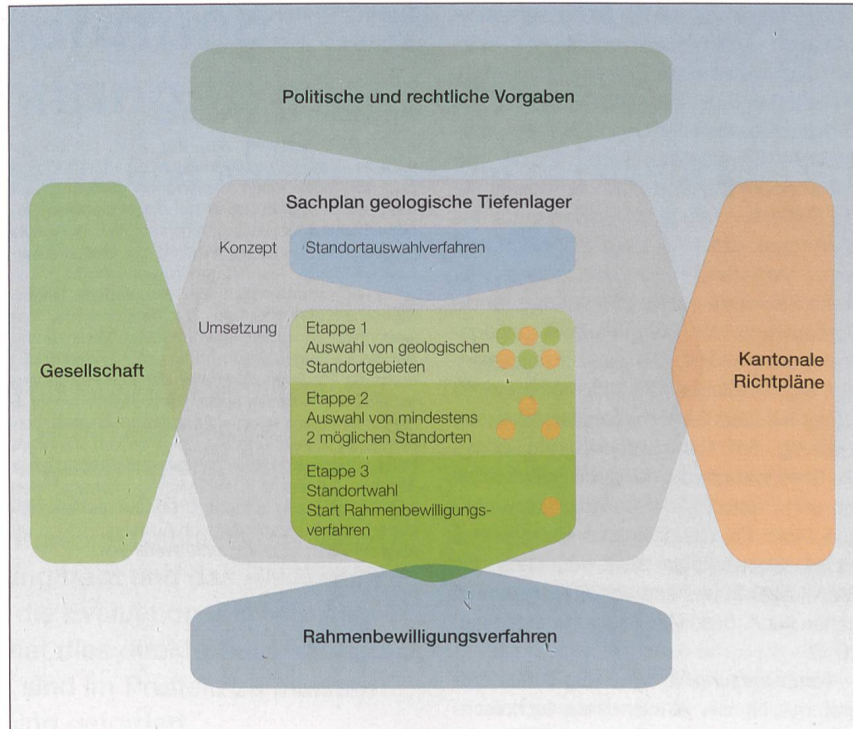 Politische und rechtliche Vorgaben
Sachplan geologische Tiefenlager
Konzept
Standortauswahlverfahren
Umsetzung
Etappe 1
Auswahl von geologischen
Standortgebieten
Gesellschaft
Kantonale
Richtpläne
Etappe 2
Auswahl von mindestens
2 möglichen Standorten
Etappe 3
Standortwahl
Start Rahmenbewilligungs-
verfahren
Rahmenbewilligungsverfahren